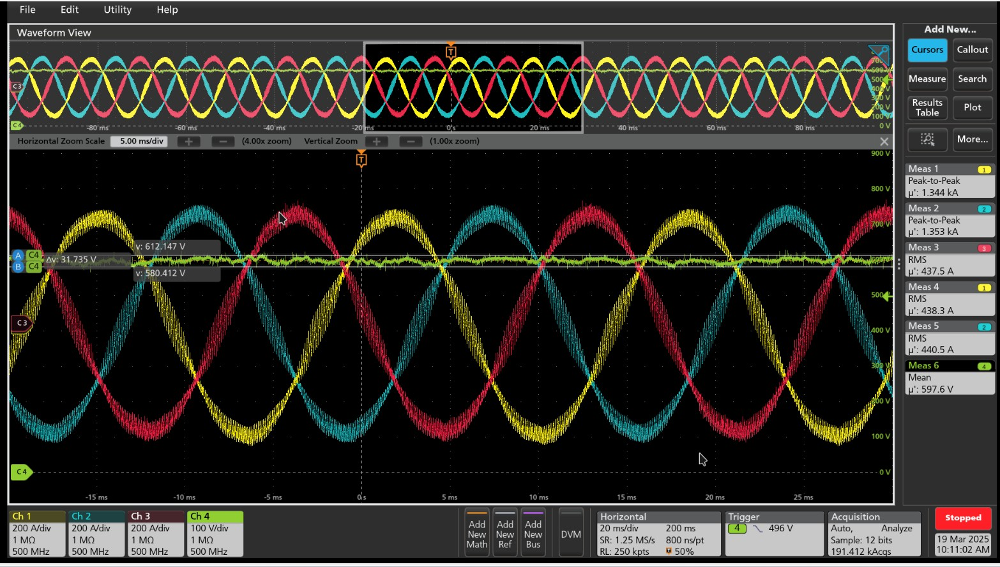 File Edit Utility Help
Waveform View
Add New...
Cursors Callout
Measure Search
Results Table Plot
More...
C3
C4
-80 ms -60 ms -40 ms -20 ms 0s 20 ms 40 ms 60 ms 80 ms
T
500
400 V
300 V
200 V
100 V
0 V
Horizontal Zoom Scale 5.00 ms/div + − (4.00x zoom) Vertical Zoom + − (1.00x zoom)
T
900 V
800 V
700 V
v: 612.147 V
A C4
Δv: 31.735 V
B C4
v: 580.412 V
500
C 3
400 V
300 V
200 V
100 V
C 4
0 V
-15 ms -10 ms -5 ms 0s 5 ms 10 ms 15 ms 20 ms 25 ms
Meas 1 1
Peak-to-Peak
µ': 1.344 kA
Meas 2 2
Peak-to-Peak
µ': 1.353 kA
Meas 3 3
RMS
µ': 437.5 A
Meas 4 1
RMS
µ': 438.3 A
Meas 5 2
RMS
µ': 440.5 A
Meas 6 4
Mean
µ': 597.6 V
Ch 1
200 A/div
1 MΩ
500 MHz
Ch 2
200 A/div
1 MΩ
500 MHz
Ch 3
200 A/div
1 MΩ
500 MHz
Ch 4
100 V/div
1 MΩ
500 MHz
Add New Math
Add New Ref
Add New Bus
DVM
Horizontal
20 ms/div 200 ms
SR: 1.25 MS/s 800 ns/pt
RL: 250 kpts 50%
Trigger
4 496 V
Acquisition
Auto, Analyze
Sample: 12 bits
191.412 kAcqs
Stopped
19 Mar 2025
10:11:02 AM